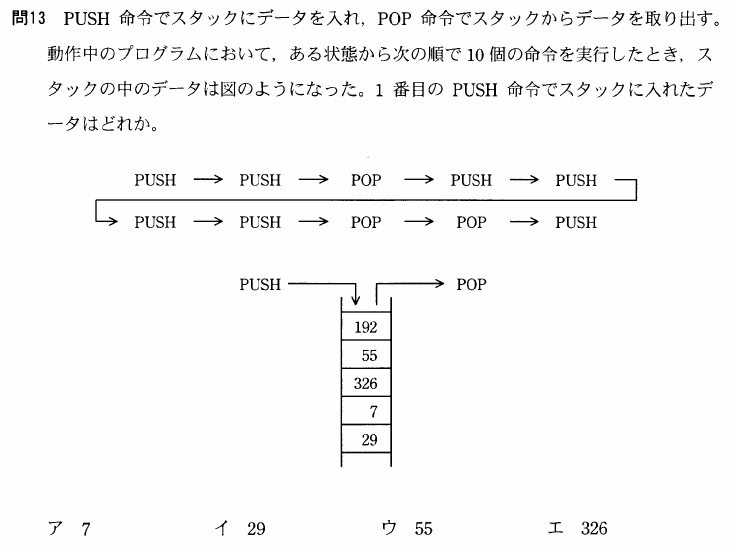 問13 PUSH 命令でスタックにデータを入れ，POP 命令でスタックからデータを取り出す。
動作中のプログラムにおいて，ある状態から次の順で 10 個の命令を実行したとき，ス
タックの中のデータは図のようになった。1 番目の PUSH 命令でスタックに入れたデ
ータはどれか。
PUSH → PUSH → POP → PUSH → PUSH
→ PUSH → PUSH → POP → POP → PUSH
PUSH → POP
192
55
326
7
29
ア 7 イ 29 ウ 55 エ 326